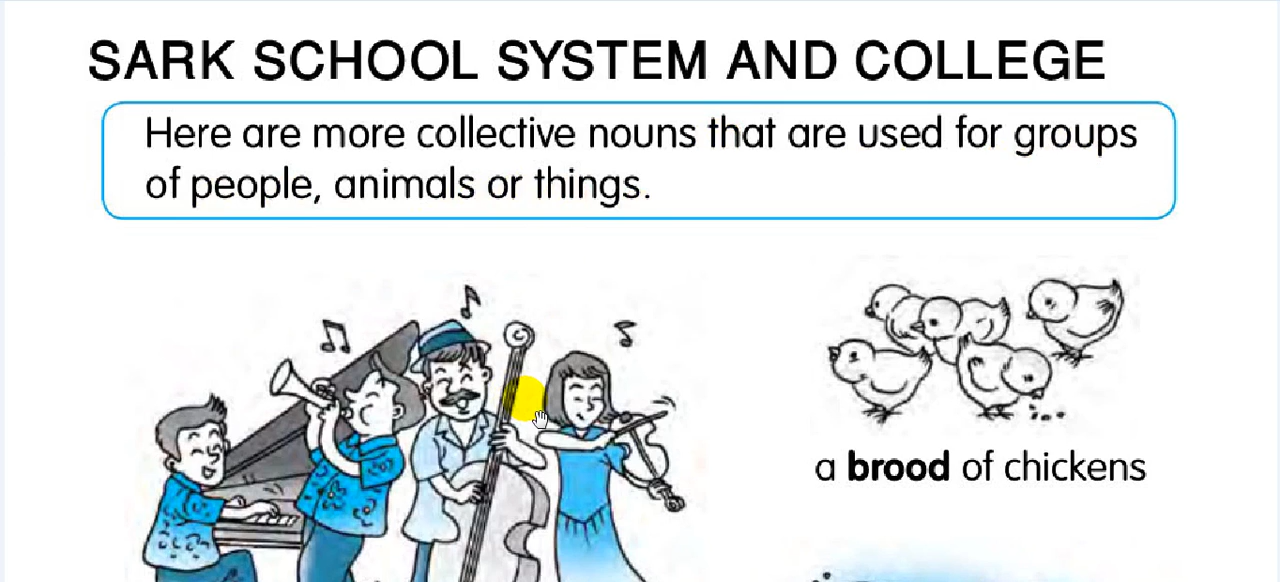 SARK SCHOOL SYSTEM AND COLLEGE
Here are more collective nouns that are used for groups
of people, animals or things.
a brood of chickens